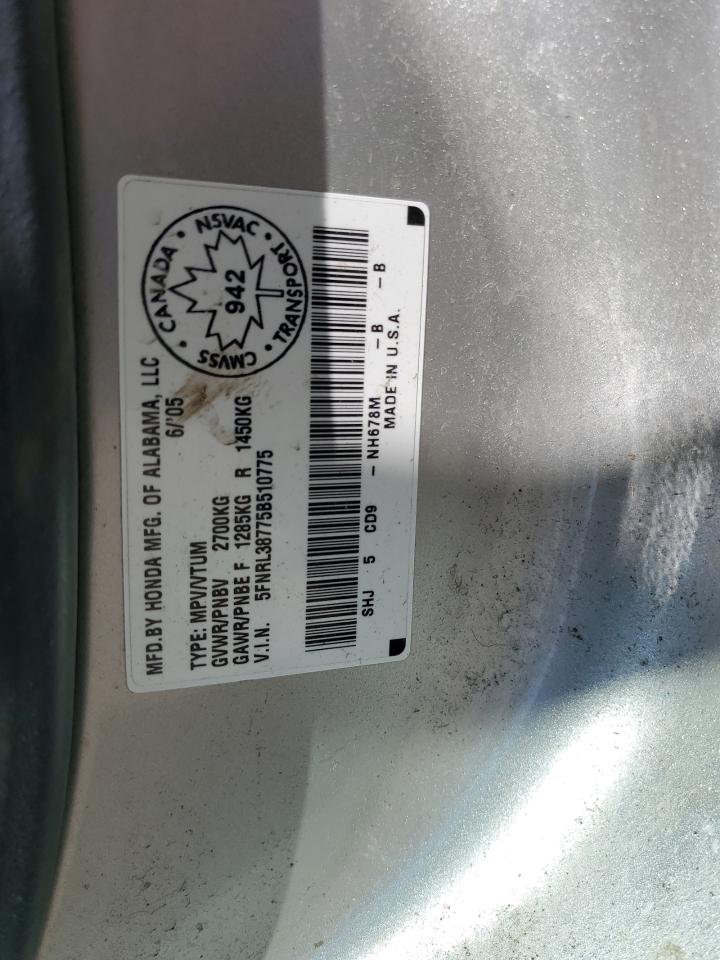 MFD.BY HONDA MFG. OF ALABAMA, LLC
6/'05
TYPE: MPV/VTUM
GVWR/PNBV 2700KG
GAWR/PNBE F 1285KG R 1450KG
V.I.N. 5FNRL38775B510775
CANADA • NSVAC • TRANSPORT • CMVSS •
942
SHJ 5 CD9 - NH678M - B - B
MADE IN U.S.A.